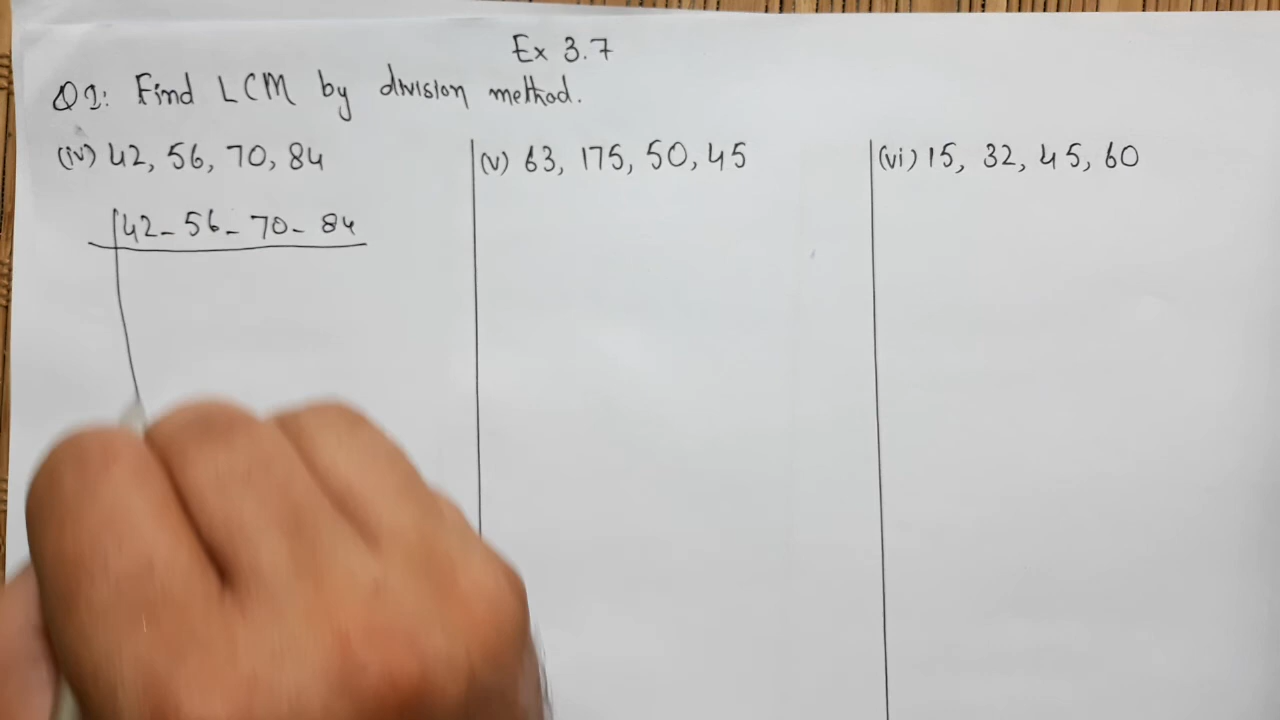 Ex 3.7
Q1: Find LCM by division method.
(iv) 42, 56, 70, 84
42 - 56 - 70 - 84
(v) 63, 175, 50, 45
(vi) 15, 32, 45, 60